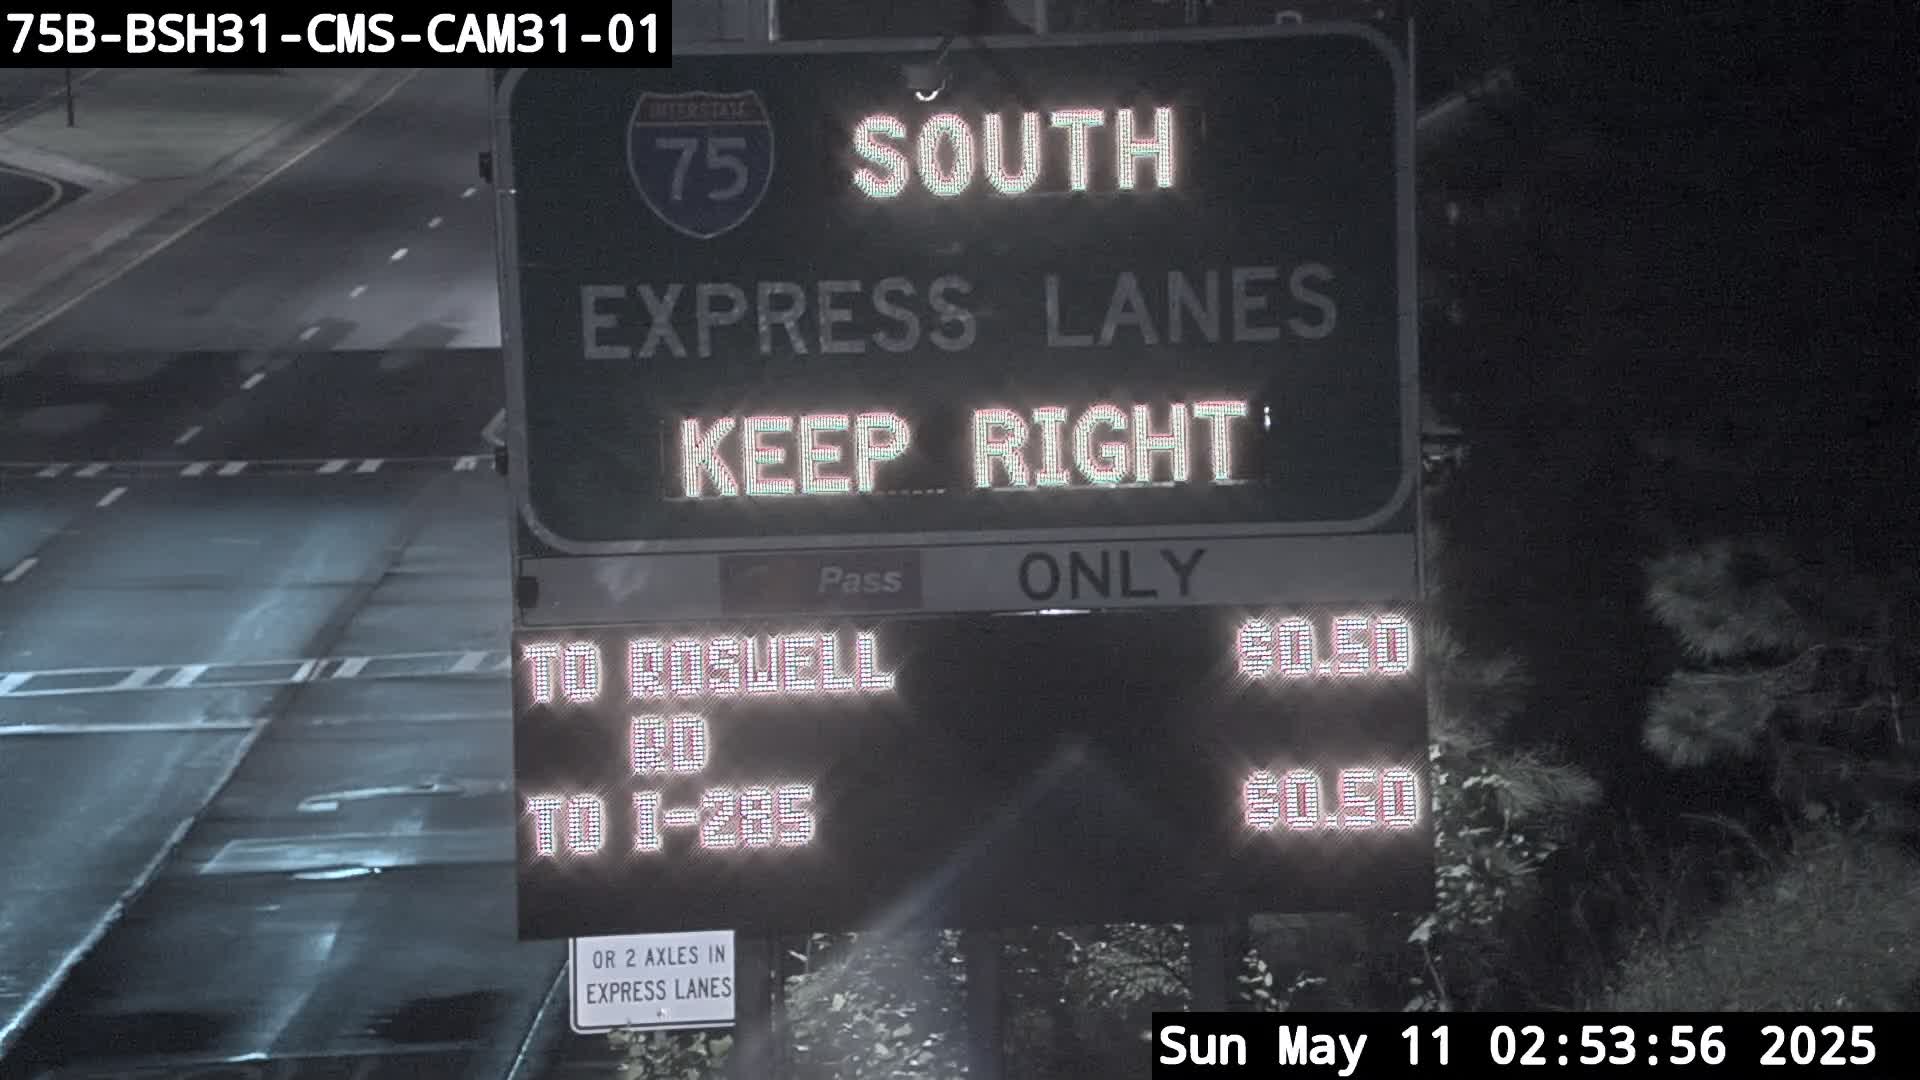 75B-BSH31-CMS-CAM31-01
INTERSTATE
75
SOUTH
EXPRESS LANES
KEEP RIGHT
Pass ONLY
TO ROSWELL $0.50
RD
TO I-285 $0.50
OR 2 AXLES IN
EXPRESS LANES
Sun May 11 02:53:56 2025